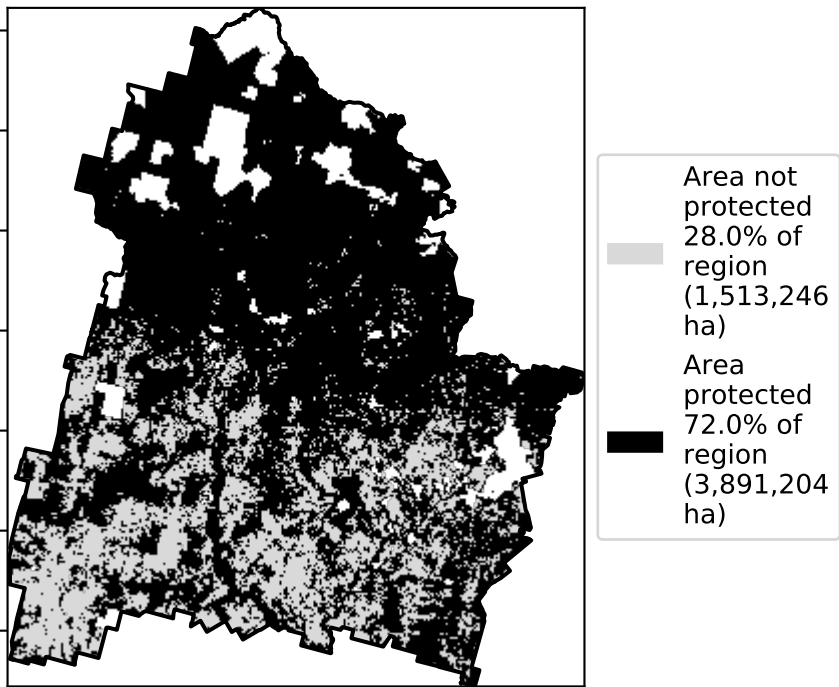 Area not
protected
28.0% of
region
(1,513,246
ha)
Area
protected
72.0% of
region
(3,891,204
ha)